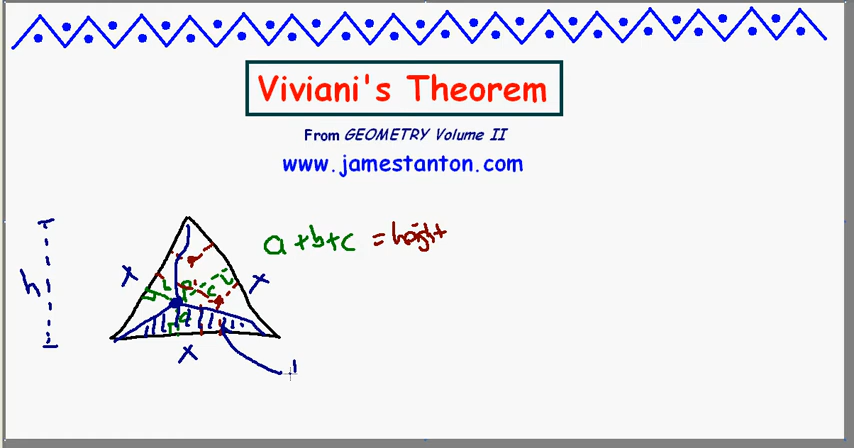 Viviani's Theorem
From GEOMETRY Volume II
www.jamestanton.com
a+b+c = height
h
x
x
b
P
c
a
x